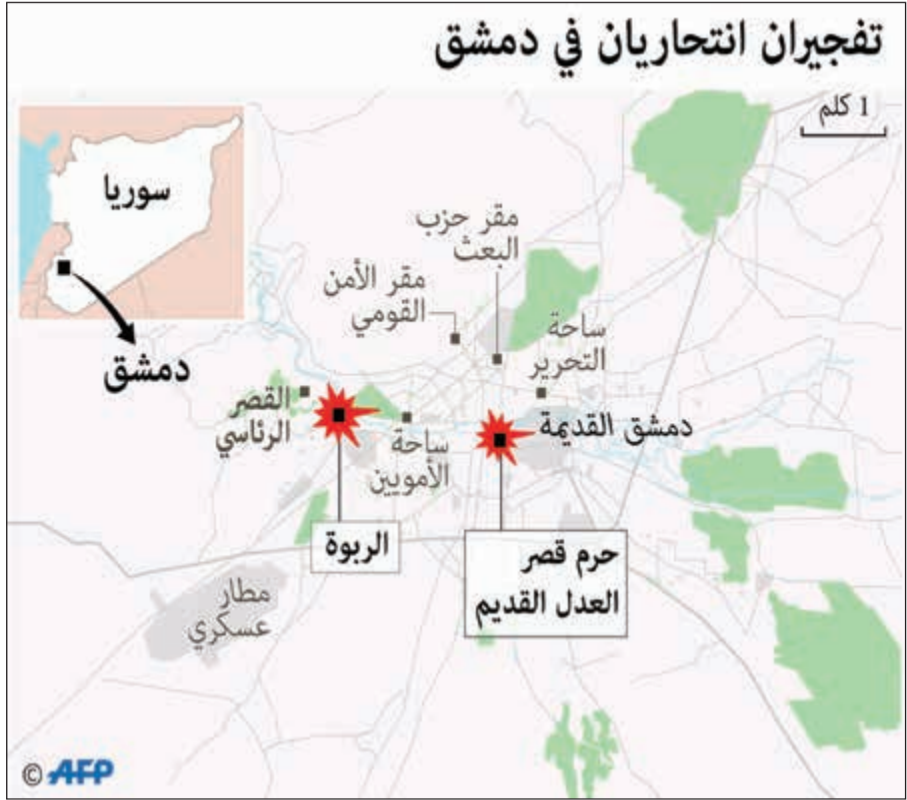 تفجيران انتحاريان في دمشق
1 كلم
سوريا
دمشق
مقر حزب
البعث
مقر الأمن
القومي
ساحة
التحرير
القصر
الرئاسي
ساحة
الأمويين
دمشق القديمة
الربوة
حرم قصر
العدل القديم
مطار
عسكري
© AFP